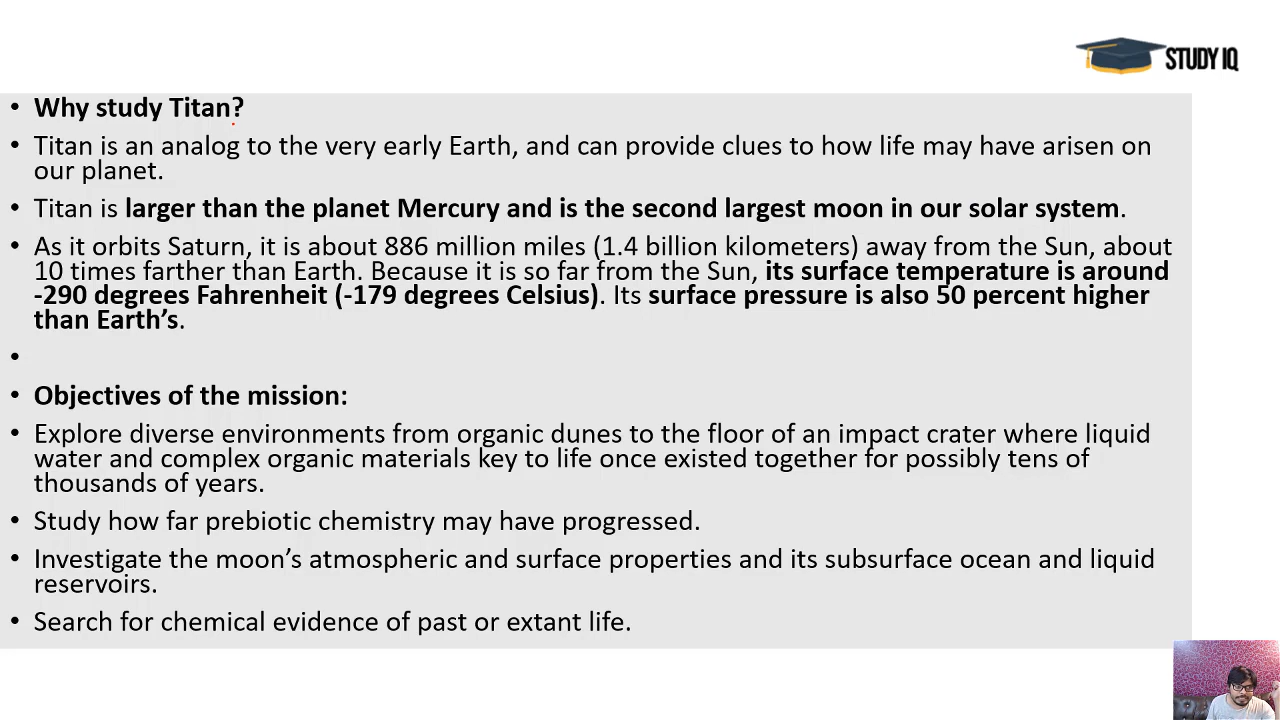 STUDY IQ
• Why study Titan?
• Titan is an analog to the very early Earth, and can provide clues to how life may have arisen on
our planet.
• Titan is larger than the planet Mercury and is the second largest moon in our solar system.
• As it orbits Saturn, it is about 886 million miles (1.4 billion kilometers) away from the Sun, about
10 times farther than Earth. Because it is so far from the Sun, its surface temperature is around
-290 degrees Fahrenheit (-179 degrees Celsius). Its surface pressure is also 50 percent higher
than Earth’s.
•
• Objectives of the mission:
• Explore diverse environments from organic dunes to the floor of an impact crater where liquid
water and complex organic materials key to life once existed together for possibly tens of
thousands of years.
• Study how far prebiotic chemistry may have progressed.
• Investigate the moon’s atmospheric and surface properties and its subsurface ocean and liquid
reservoirs.
• Search for chemical evidence of past or extant life.